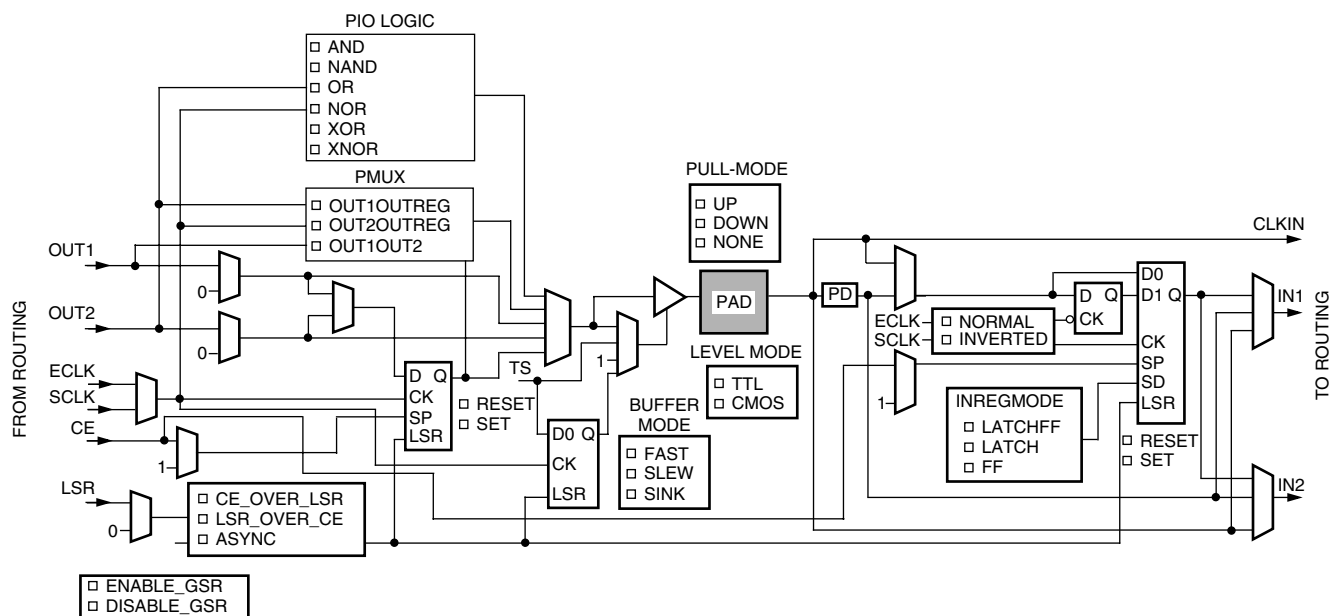 PIO LOGIC
AND
NAND
OR
NOR
XOR
XNOR
PMUX
OUT1OUTREG
OUT2OUTREG
OUT1OUT2
FROM ROUTING
OUT1
0
OUT2
0
ECLK
SCLK
CE
1
LSR
0
D Q
CK
SP
LSR
RESET
SET
CE_OVER_LSR
LSR_OVER_CE
ASYNC
ENABLE_GSR
DISABLE_GSR
TS
1
D0 Q
CK
LSR
BUFFER
MODE
FAST
SLEW
SINK
PULL-MODE
UP
DOWN
NONE
PAD
LEVEL MODE
TTL
CMOS
PD
CLKIN
ECLK
SCLK
NORMAL
INVERTED
1
D Q
CK
D0
D1 Q
CK
SP
SD
LSR
INREGMODE
LATCHFF
LATCH
FF
RESET
SET
IN1
IN2
TO ROUTING